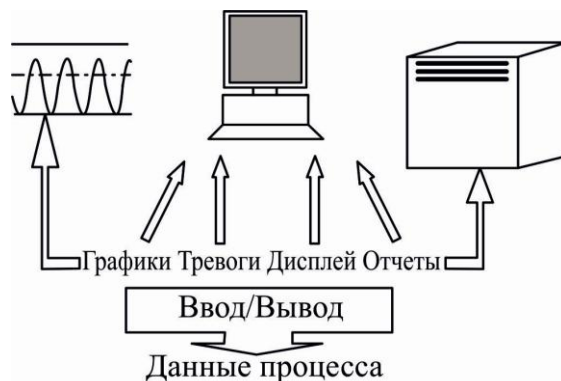 Графики Тревоги Дисплей Отчеты
Ввод/Вывод
Данные процесса